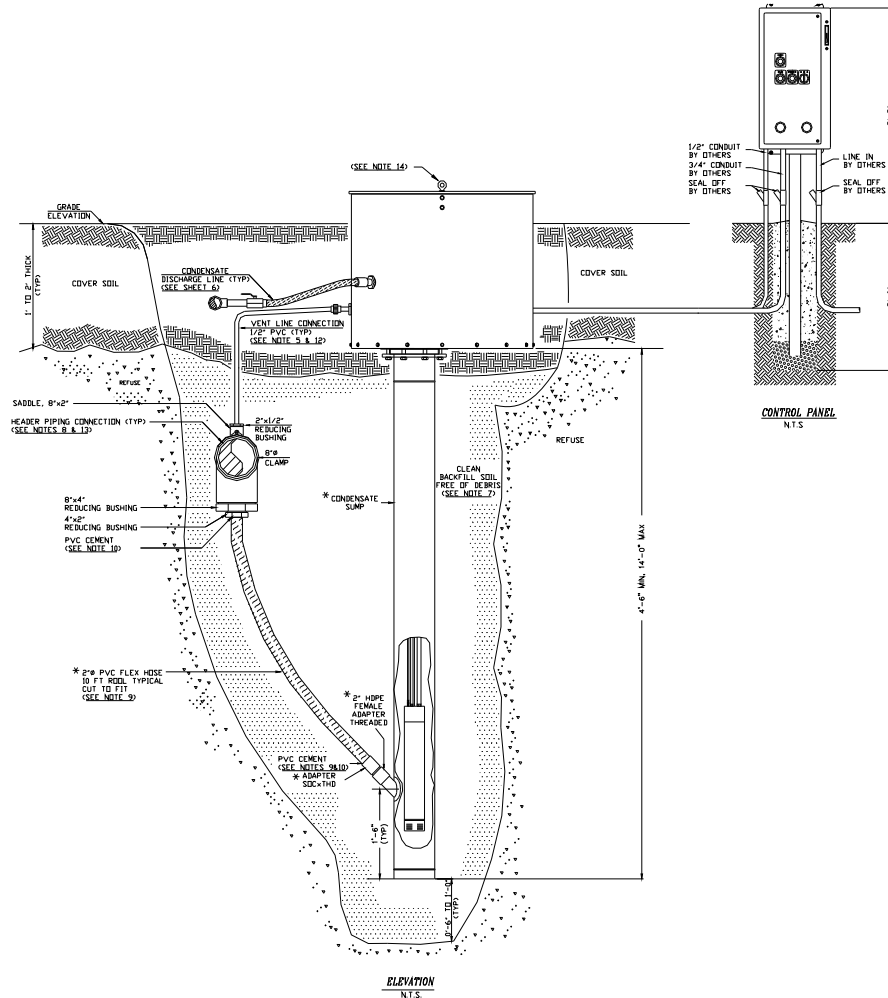 (SEE NOTE 14)
1/2" CONDUIT
BY OTHERS
3/4" CONDUIT
BY OTHERS
SEAL OFF
BY OTHERS
LINE IN
BY OTHERS
SEAL OFF
BY OTHERS
GRADE
ELEVATION
1' TO 2' THICK
(TYP)
COVER SOIL
CONDENSATE
DISCHARGE LINE (TYP)
(SEE SHEET 6)
COVER SOIL
VENT LINE CONNECTION
1/2" PVC (TYP)
(SEE NOTE 5 & 12)
REFUSE
SADDLE, 8"x2"
HEADER PIPING CONNECTION (TYP)
(SEE NOTES 8 & 13)
2"x1/2"
REDUCING
BUSHING
8"Ø
CLAMP
REFUSE
CONTROL PANEL
N.T.S
8"x4"
REDUCING BUSHING
4"x2"
REDUCING BUSHING
PVC CEMENT
(SEE NOTE 10)
* CONDENSATE
SUMP
CLEAN
BACKFILL SOIL
FREE OF DEBRIS
(SEE NOTE 7)
4'-6" MIN, 14'-0" MAX
* 2"Ø PVC FLEX HOSE
10 FT ROOL TYPICAL
CUT TO FIT
(SEE NOTE 9)
* 2" HDPE
FEMALE
ADAPTER
THREADED
PVC CEMENT
(SEE NOTES 9&10)
* ADAPTER
SOCxTHD
1'-6"
(TYP)
0'-6" TO 1'-0"
(TYP)
ELEVATION
N.T.S.